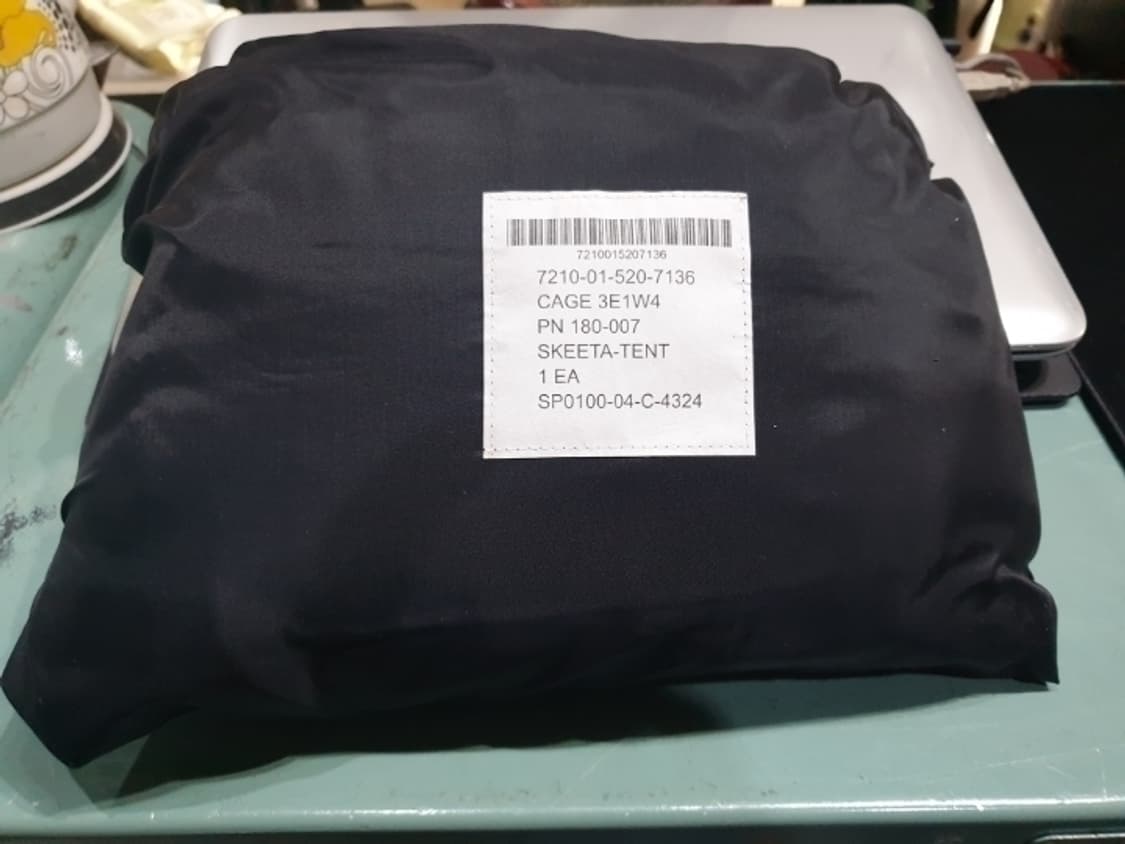 7210015207136
7210-01-520-7136
CAGE 3E1W4
PN 180-007
SKEETA-TENT
1 EA
SP0100-04-C-4324